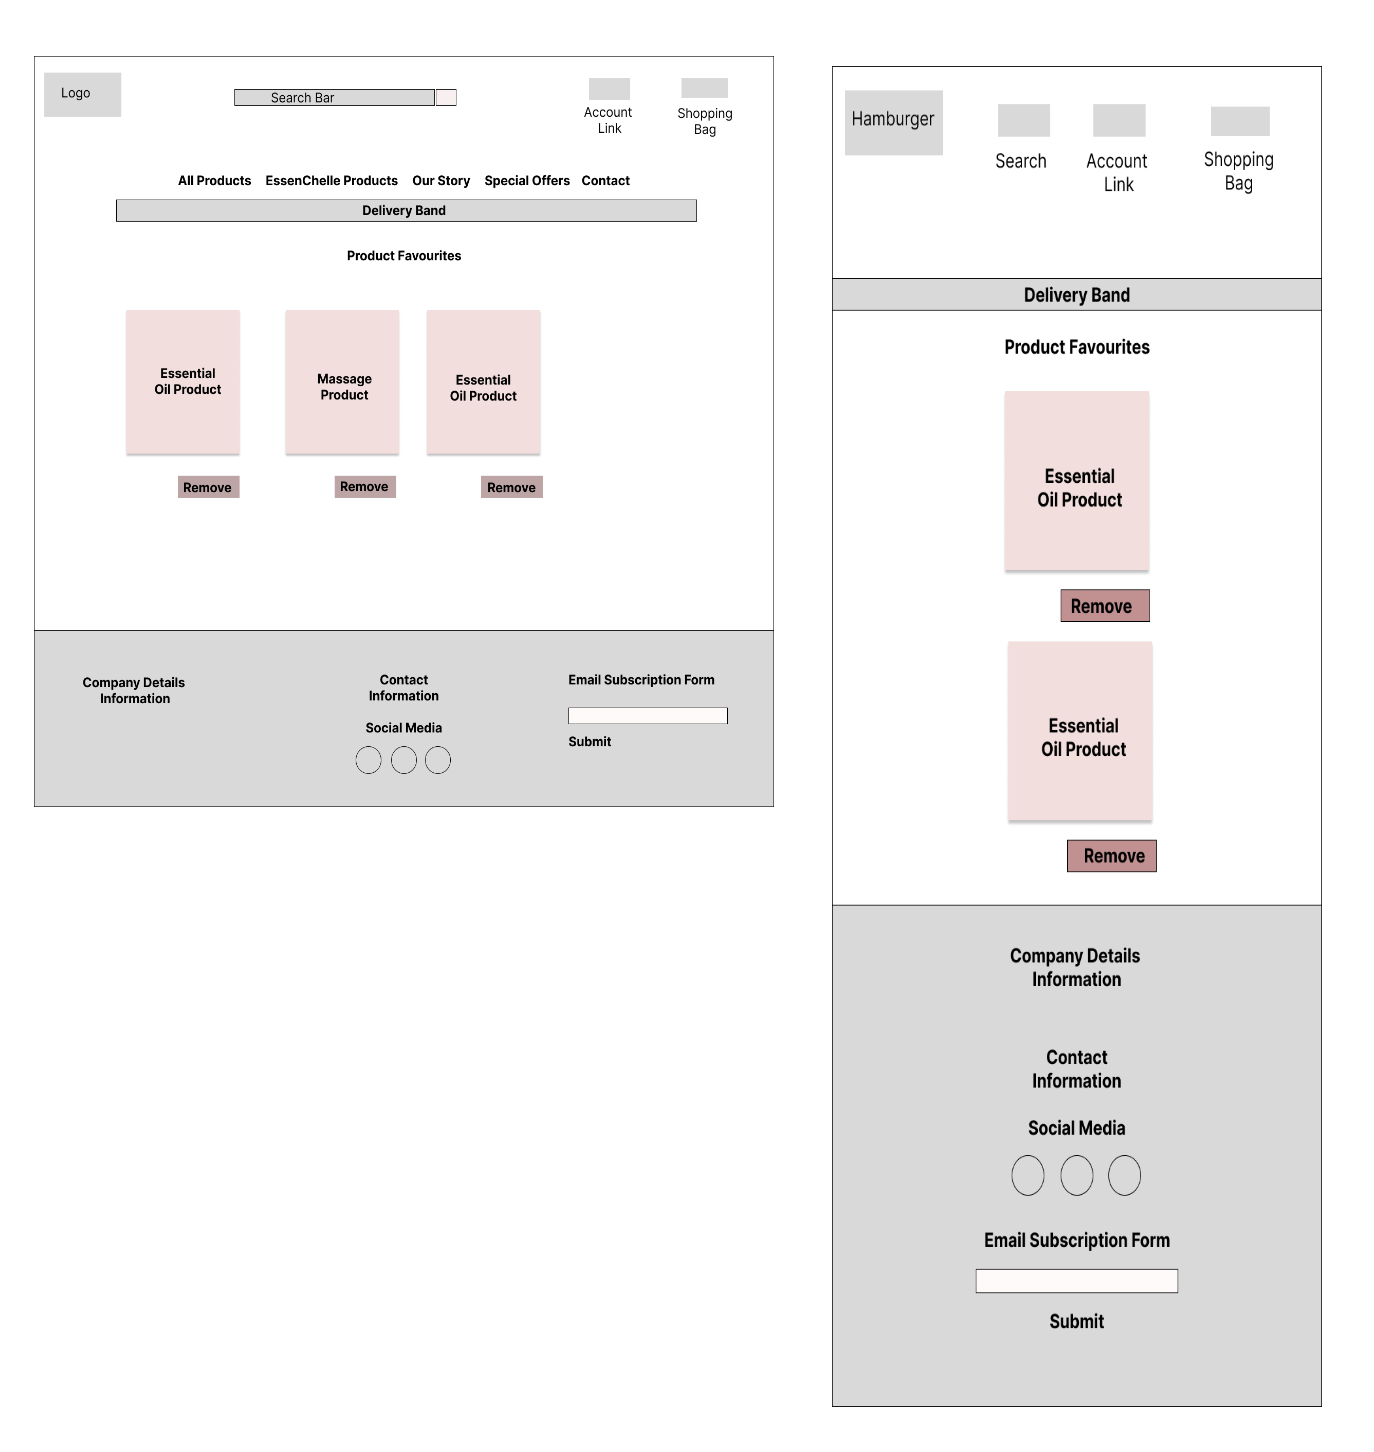 Logo
Search Bar
Account
Link
Shopping
Bag
All Products EssenChelle Products Our Story Special Offers Contact
Delivery Band
Product Favourites
Essential
Oil Product
Massage
Product
Essential
Oil Product
Remove Remove Remove
Company Details
Information
Contact
Information
Social Media
Email Subscription Form
Submit
Hamburger
Search
Account
Link
Shopping
Bag
Delivery Band
Product Favourites
Essential
Oil Product
Remove
Essential
Oil Product
Remove
Company Details
Information
Contact
Information
Social Media
Email Subscription Form
Submit